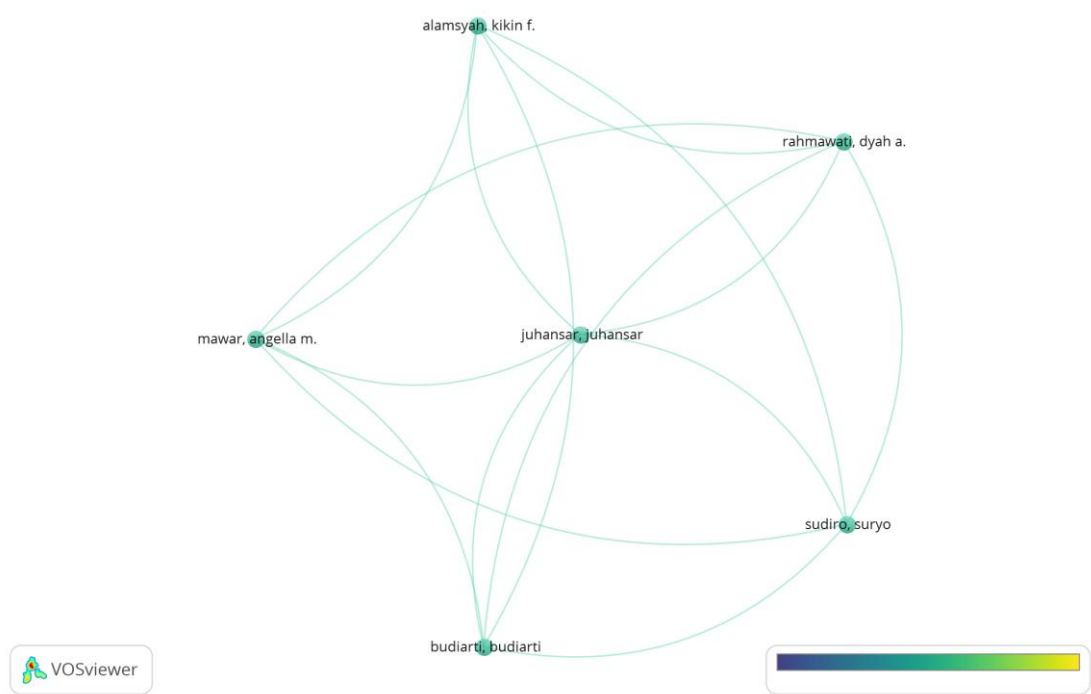 alamsyah, kikin f.
rahmawati, dyah a.
juhansar, juhansar
mawar, angella m.
sudiro, suryo
budiarti, budiarti
VOSviewer